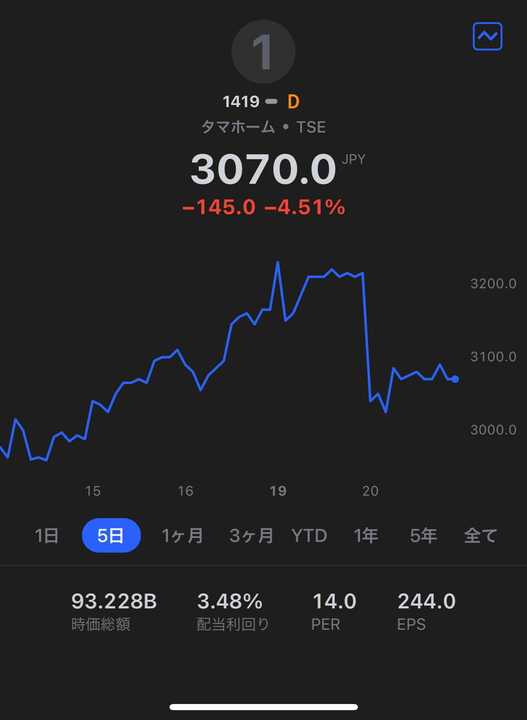 1
1419 D
タマホーム • TSE
3070.0 JPY
−145.0 −4.51%
3200.0
3100.0
3000.0
15 16 19 20
1日 5日 1ヶ月 3ヶ月 YTD 1年 5年 全て
93.228B 3.48% 14.0 244.0
時価総額 配当利回り PER EPS